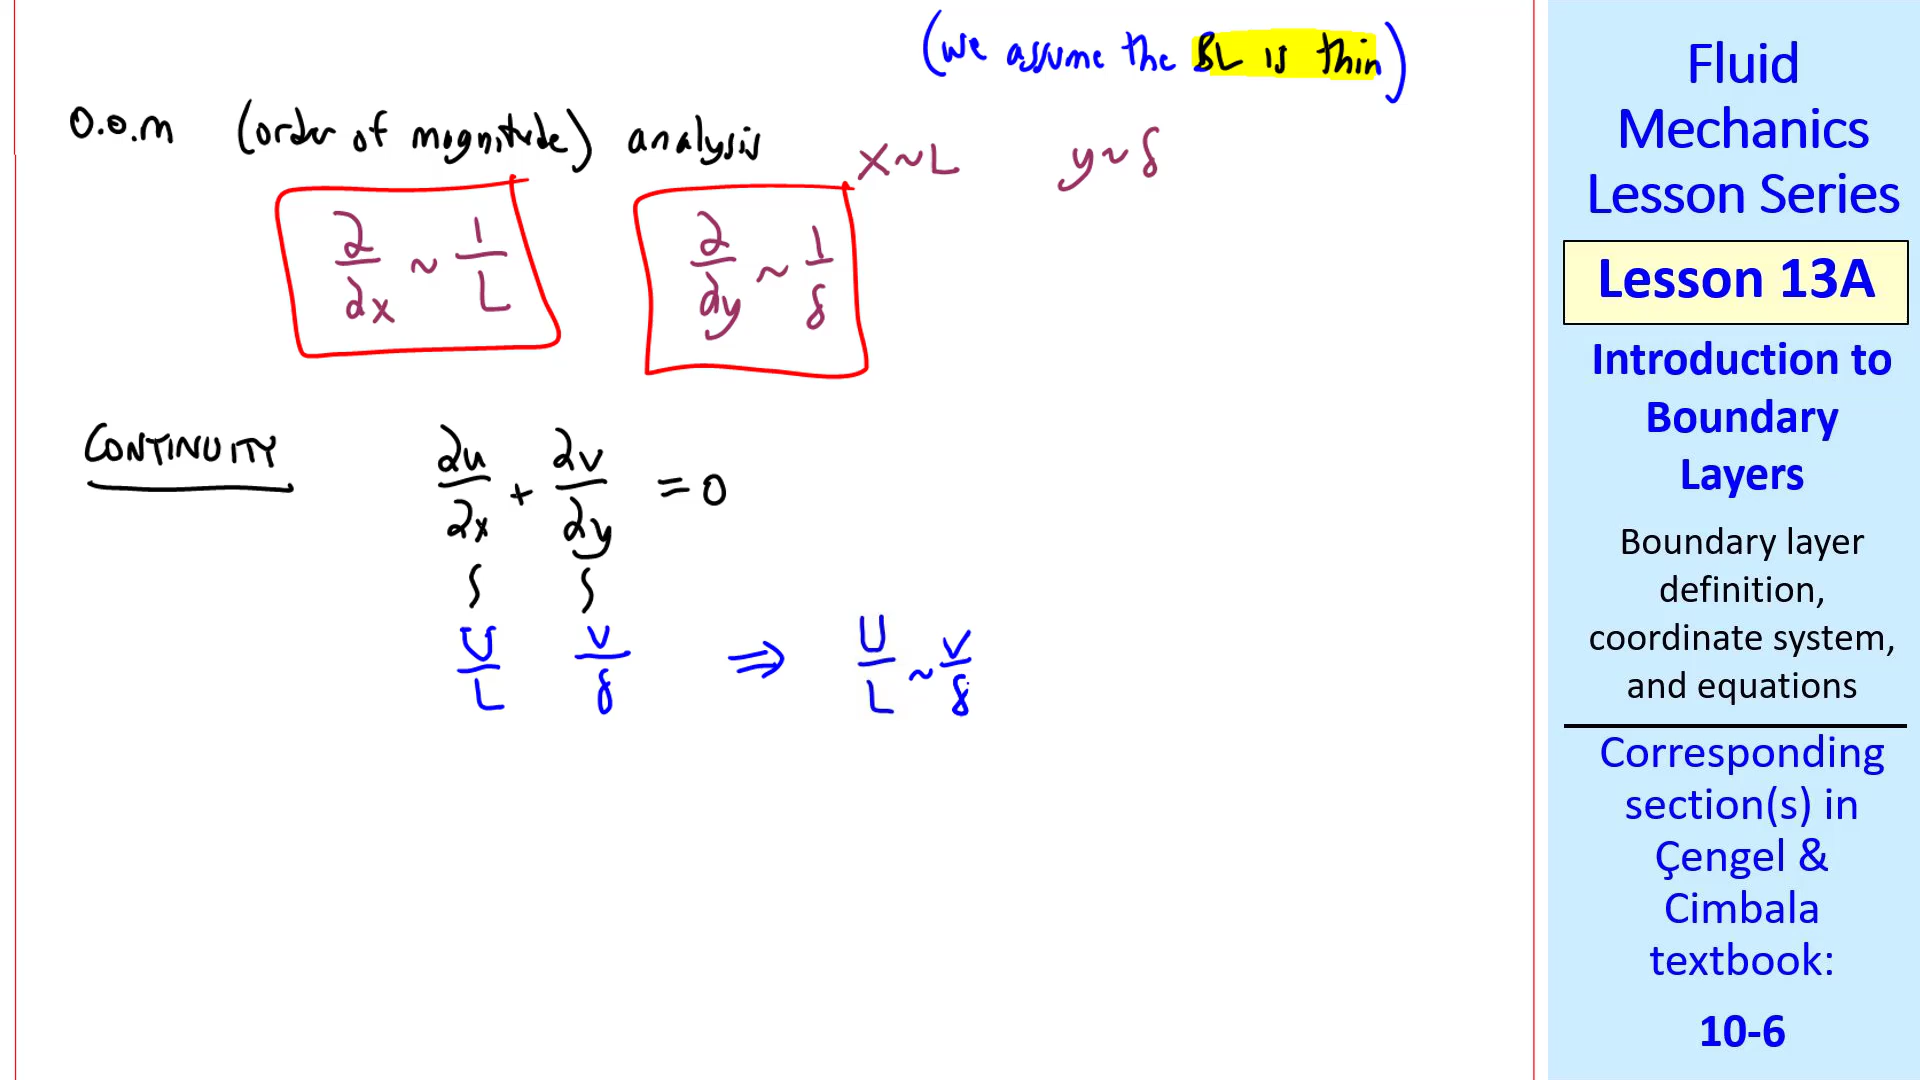 (we assume the BL is thin)
O.O.M (order of magnitude) analysis
x ~ L    y ~ δ
∂/∂x ~ 1/L    ∂/∂y ~ 1/δ
CONTINUITY    ∂u/∂x + ∂v/∂y = 0
U/L    v/δ    ⇒    U/L ~ v/δ
Fluid
Mechanics
Lesson Series
Lesson 13A
Introduction to
Boundary
Layers
Boundary layer
definition,
coordinate system,
and equations
Corresponding
section(s) in
Çengel &
Cimbala
textbook:
10-6